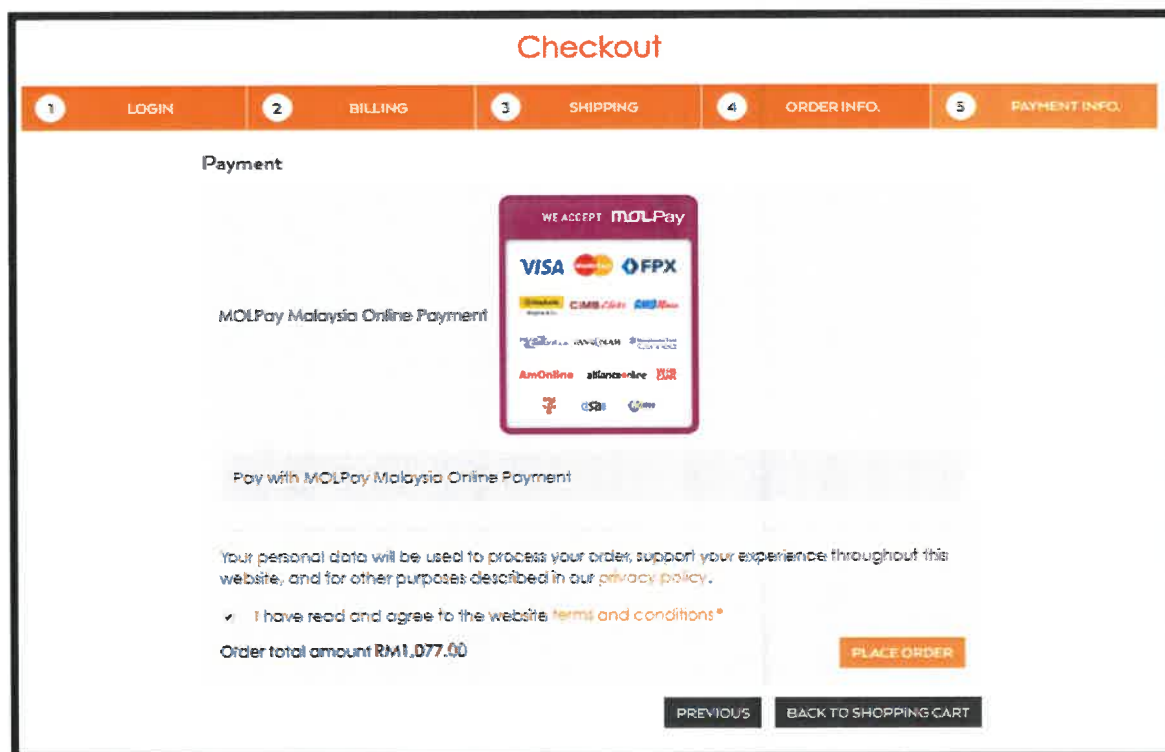 Checkout
1 LOGIN 2 BILLING 3 SHIPPING 4 ORDER INFO. 5 PAYMENT INFO.
Payment
WE ACCEPT MOLPay
VISA FPX
CIMB Clicks
AmOnline allianceonline
MOLPay Malaysia Online Payment
Pay with MOLPay Malaysia Online Payment
Your personal data will be used to process your order, support your experience throughout this
website, and for other purposes described in our privacy policy.
✓ I have read and agree to the website terms and conditions*
Order total amount RM1,077.00
PLACE ORDER
PREVIOUS BACK TO SHOPPING CART